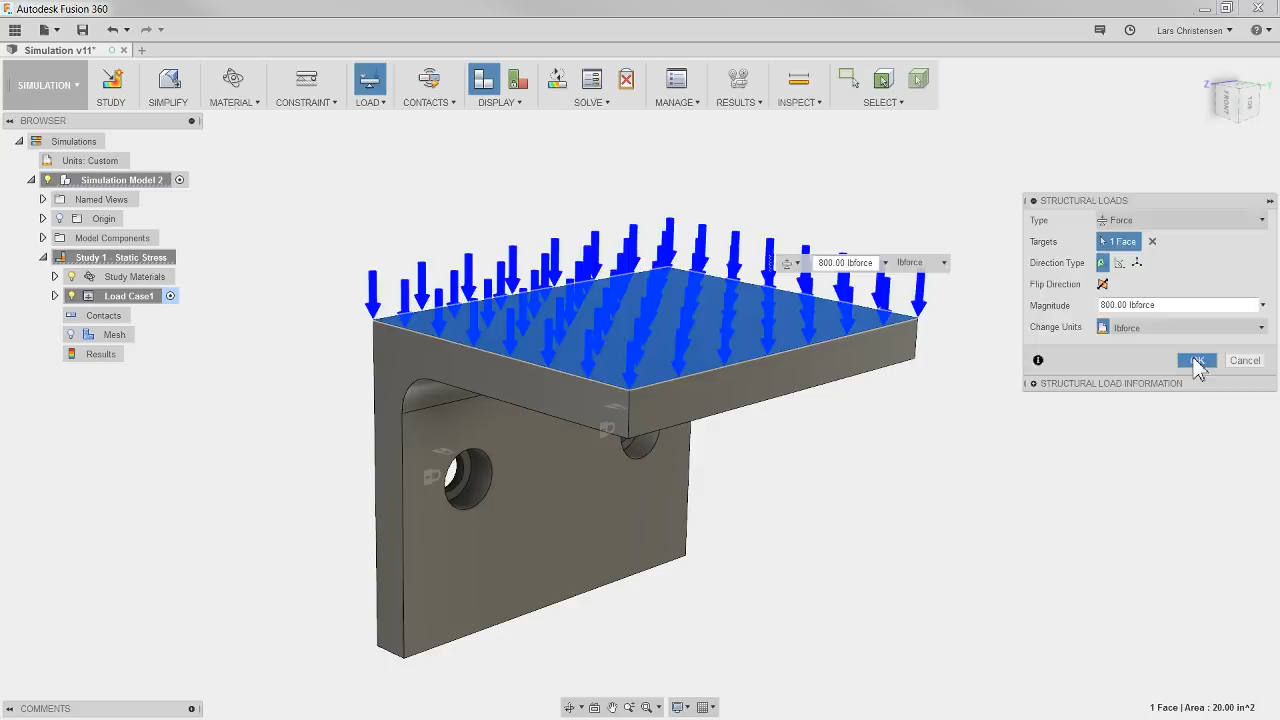 Autodesk Fusion 360
Lars Christensen
Simulation v11*
SIMULATION
STUDY
SIMPLIFY
MATERIAL
CONSTRAINT
LOAD
CONTACTS
DISPLAY
SOLVE
MANAGE
RESULTS
INSPECT
SELECT
BROWSER
Simulations
Units: Custom
Simulation Model 2
Named Views
Origin
Model Components
Study 1 - Static Stress
Study Materials
Load Case1
Contacts
Mesh
Results
Z
Y
FRONT
TOP
800.00 lbforce
lbforce
STRUCTURAL LOADS
Type Force
Targets 1 Face
Direction Type
Flip Direction
Magnitude 800.00 lbforce
Change Units lbforce
Cancel
STRUCTURAL LOAD INFORMATION
COMMENTS
1 Face | Area : 20.00 in^2